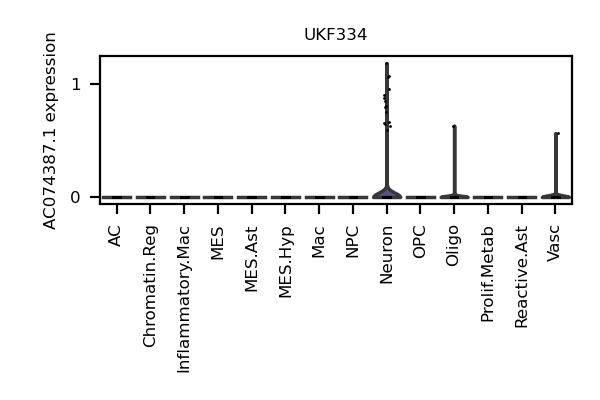 UKF334
AC074387.1 expression
1
0
AC
Chromatin.Reg
Inflammatory.Mac
MES
MES.Ast
MES.Hyp
Mac
NPC
Neuron
OPC
Oligo
Prolif.Metab
Reactive.Ast
Vasc